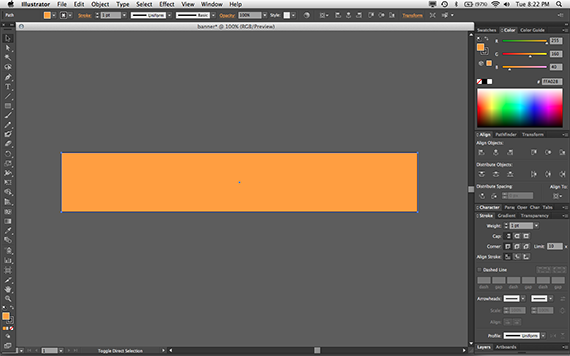 Illustrator File Edit Object Type Select Effect View Window Help (97%) Tue 8:22 PM
Path Stroke: 1 pt Uniform Basic Opacity: 100% Style: Transform
banner* @ 100% (RGB/Preview)
Swatches Color Color Guide
R 255
G 160
B 40
# FFA028
Align Pathfinder Transform
Align Objects:
Distribute Objects:
Distribute Spacing: Align To:
Character Para Open Char Tabs
Stroke Gradient Transparency
Weight: 1 pt
Cap:
Corner: Limit: 10 x
Align Stroke:
Dashed Line
dash gap dash gap dash gap
Arrowheads:
Scale:
Align:
Profile: Uniform
Layers Artboards
Toggle Direct Selection